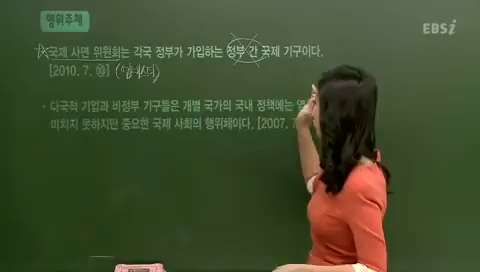 행위주체
EBSi
국제 사면 위원회는 각국 정부가 가입하는 정부 간 국제 기구이다.
[2010. 7. ⑩]
• 다국적 기업과 비정부 기구들은 개별 국가의 국내 정책에는
미치지 못하지만 중요한 국제 사회의 행위체이다. [2007. 7